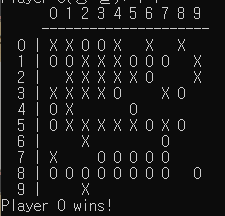 0 1 2 3 4 5 6 7 8 9
--------------------
0 | X X O O X   X   X
1 | O O X X X O O O   X
2 |   X X X X X O     X
3 | X X X X O     X O
4 | O X       O
5 | O X X X X X O X O
6 |     X         O
7 | X     O O O O O
8 | O O O O O O O O   O
9 |     X
Player O wins!